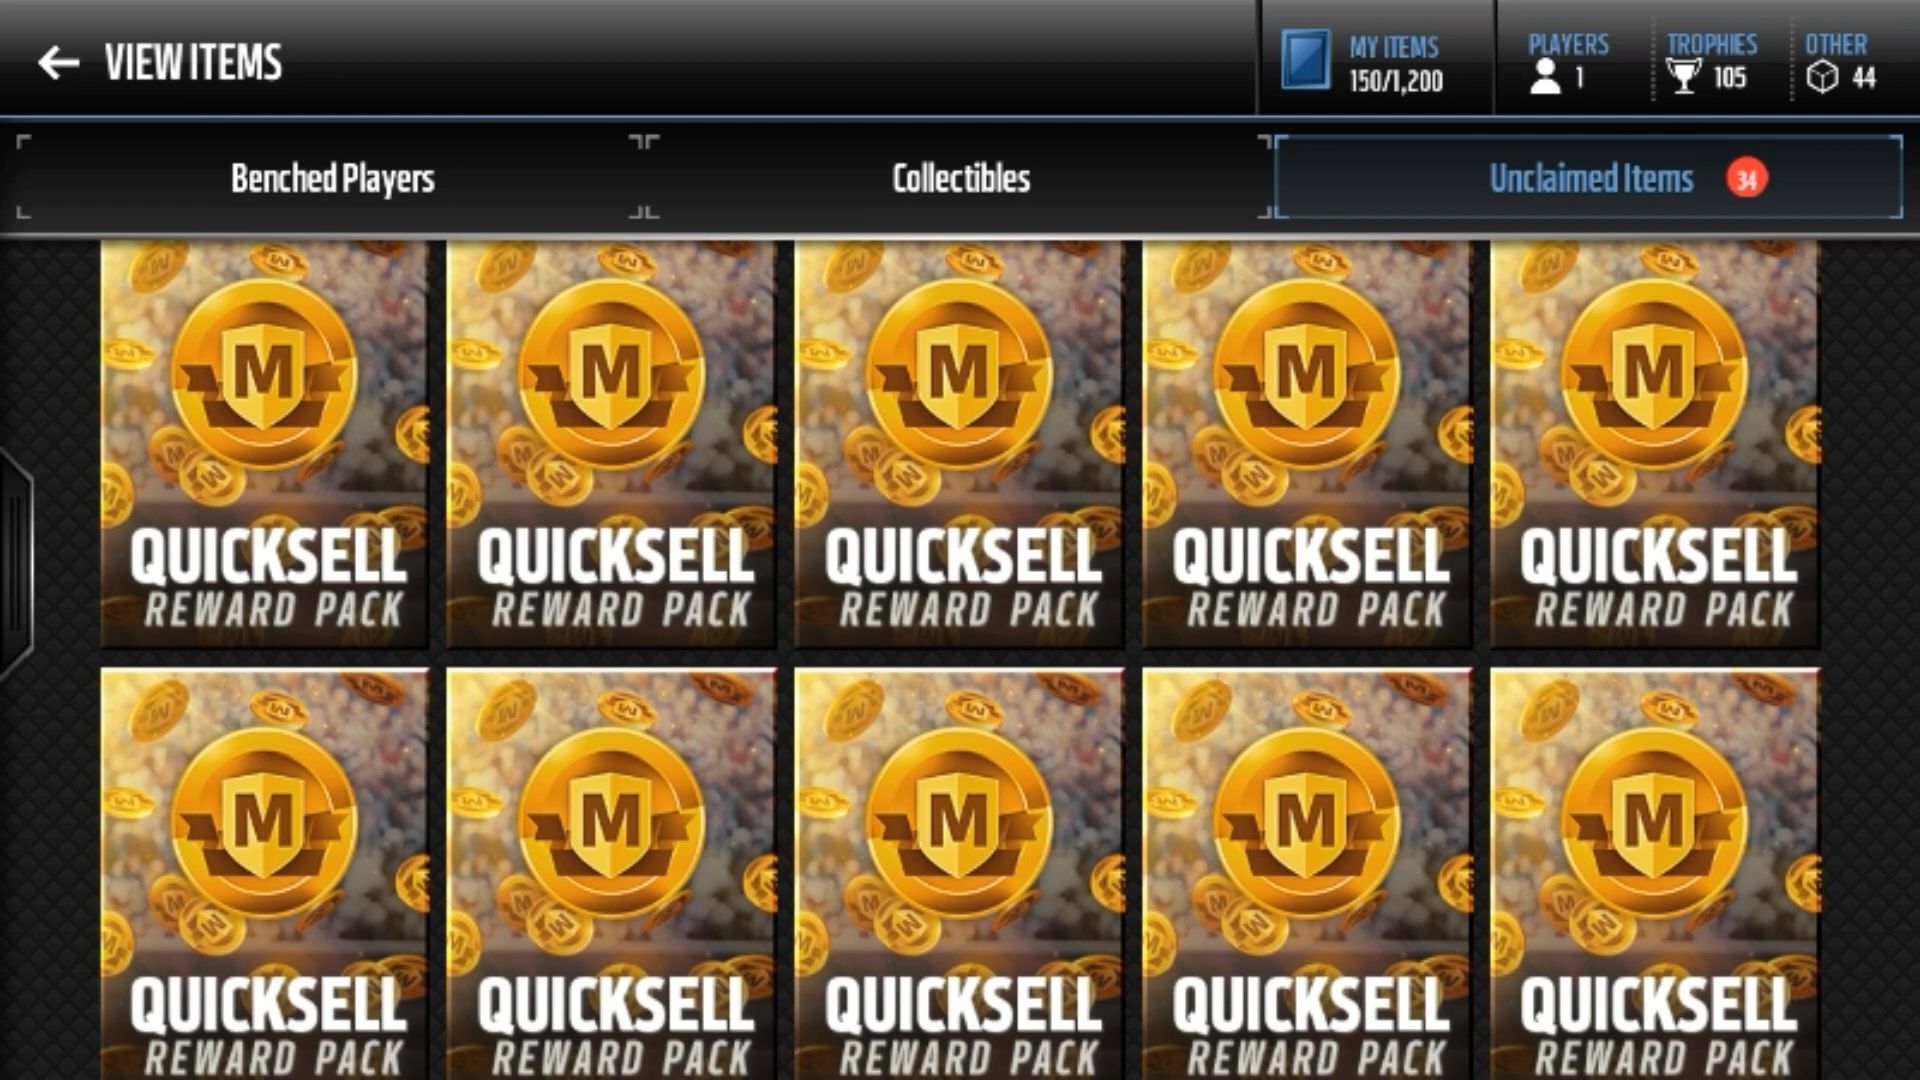 VIEW ITEMS
MY ITEMS
150/1,200
PLAYERS
1
TROPHIES
105
OTHER
44
Benched Players
Collectibles
Unclaimed Items 34
M M M M M
QUICKSELL QUICKSELL QUICKSELL QUICKSELL QUICKSELL
REWARD PACK REWARD PACK REWARD PACK REWARD PACK REWARD PACK
M M M M M
QUICKSELL QUICKSELL QUICKSELL QUICKSELL QUICKSELL
REWARD PACK REWARD PACK REWARD PACK REWARD PACK REWARD PACK